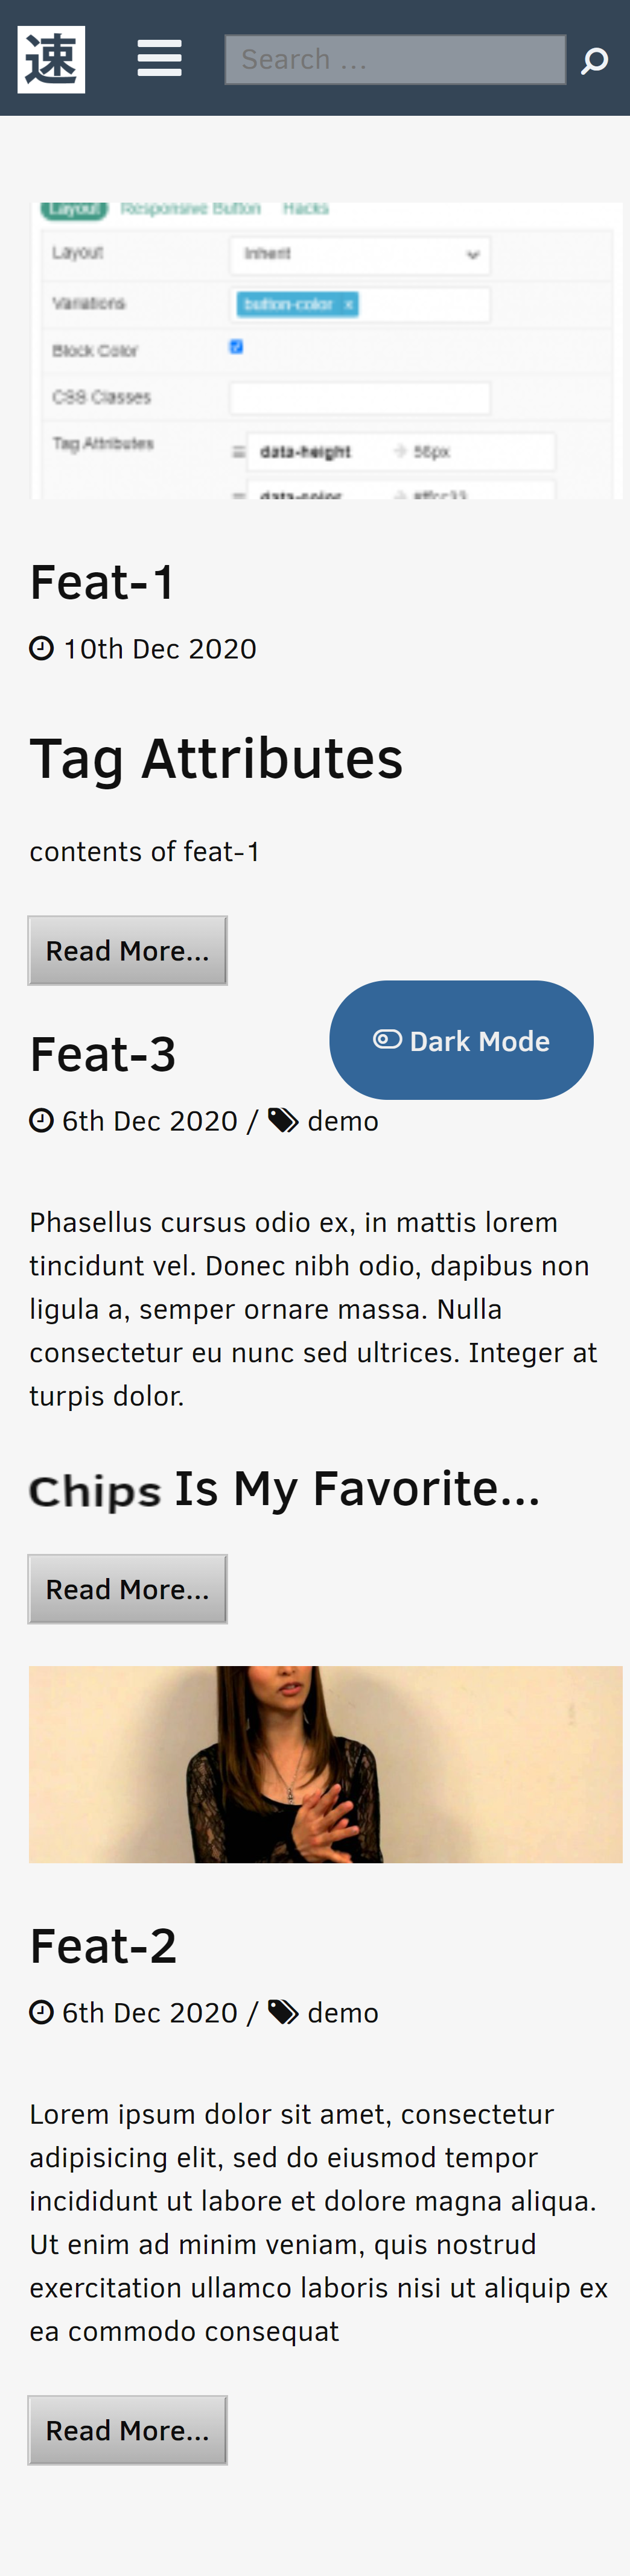 速
Search …
Layout Responsive Button Hacks
Layout Inherit
Variations button-color ×
Block Color
CSS Classes
Tag Attributes data-height → 56px
data-color → #ffcc33
Feat-1
10th Dec 2020
Tag Attributes
contents of feat-1
Read More...
Feat-3
Dark Mode
6th Dec 2020 / demo
Phasellus cursus odio ex, in mattis lorem
tincidunt vel. Donec nibh odio, dapibus non
ligula a, semper ornare massa. Nulla
consectetur eu nunc sed ultrices. Integer at
turpis dolor.
Chips Is My Favorite...
Read More...
Feat-2
6th Dec 2020 / demo
Lorem ipsum dolor sit amet, consectetur
adipisicing elit, sed do eiusmod tempor
incididunt ut labore et dolore magna aliqua.
Ut enim ad minim veniam, quis nostrud
exercitation ullamco laboris nisi ut aliquip ex
ea commodo consequat
Read More...